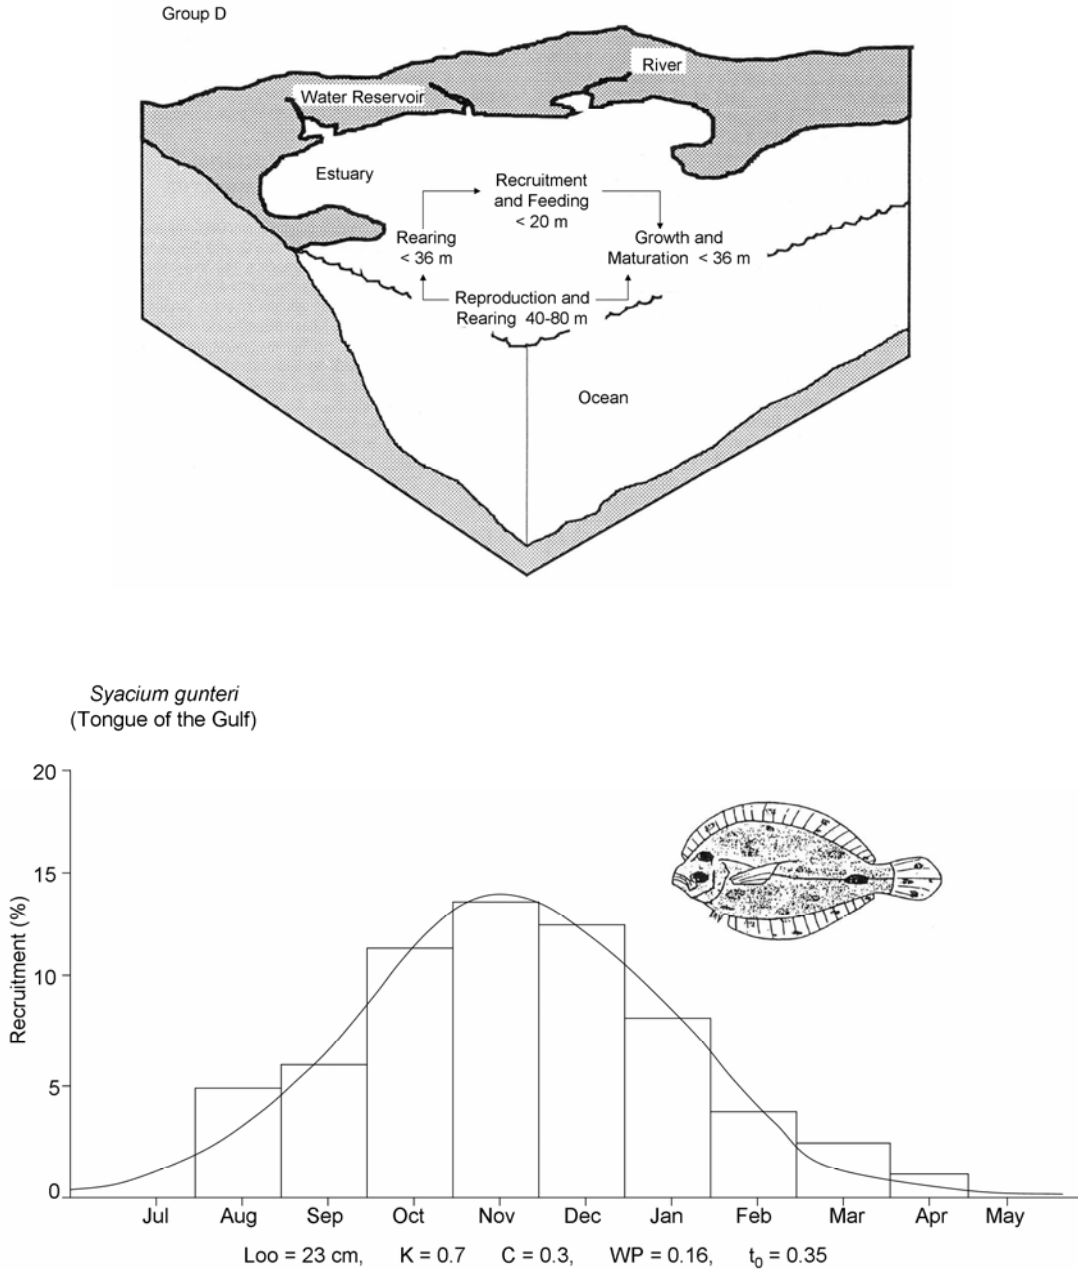 Group D
River
Water Reservoir
Estuary
Recruitment
and Feeding
< 20 m
Rearing
< 36 m
Growth and
Maturation < 36 m
Reproduction and
Rearing 40-80 m
Ocean
Syacium gunteri
(Tongue of the Gulf)
20
15
10
5
0
Recruitment (%)
Jul Aug Sep Oct Nov Dec Jan Feb Mar Apr May
Loo = 23 cm, K = 0.7 C = 0.3, WP = 0.16, t₀ = 0.35